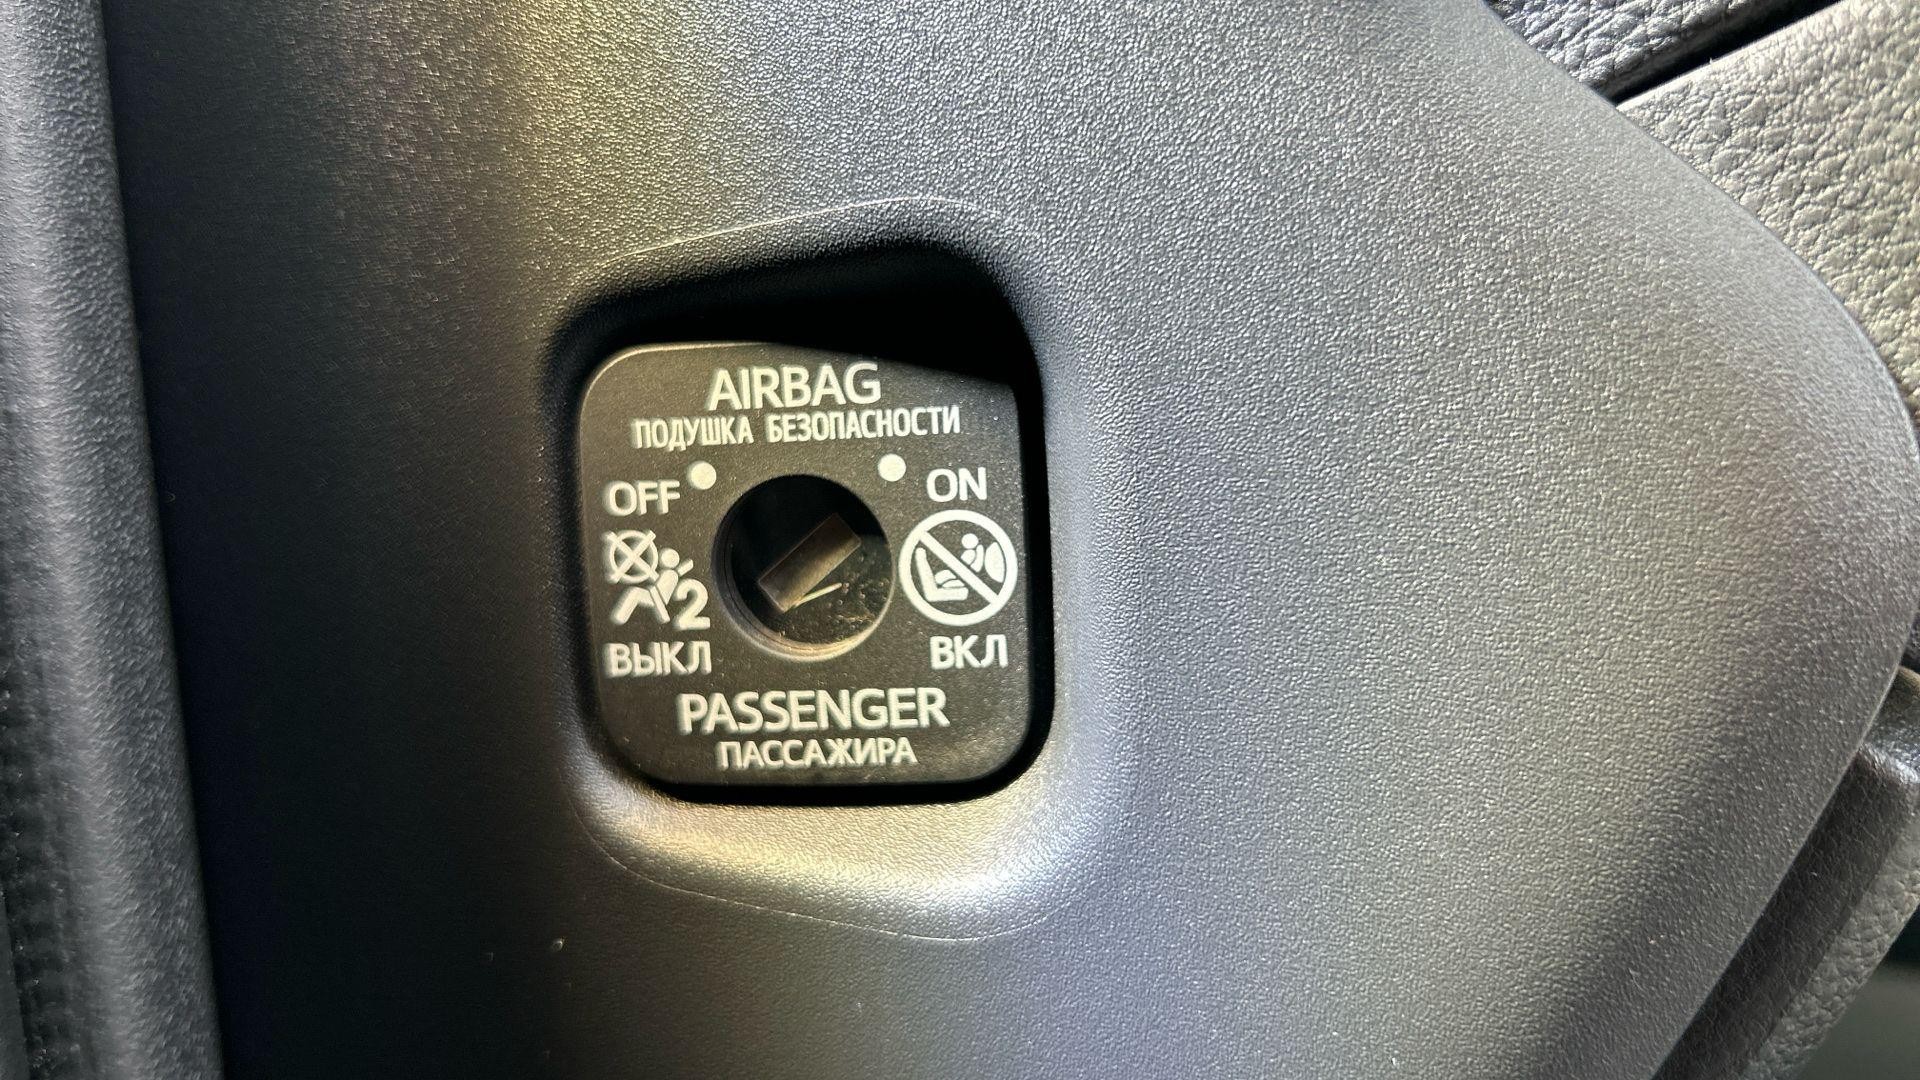 AIRBAG
ПОДУШКА БЕЗОПАСНОСТИ
OFF
ON
2
ВЫКЛ
ВКЛ
PASSENGER
ПАССАЖИРА